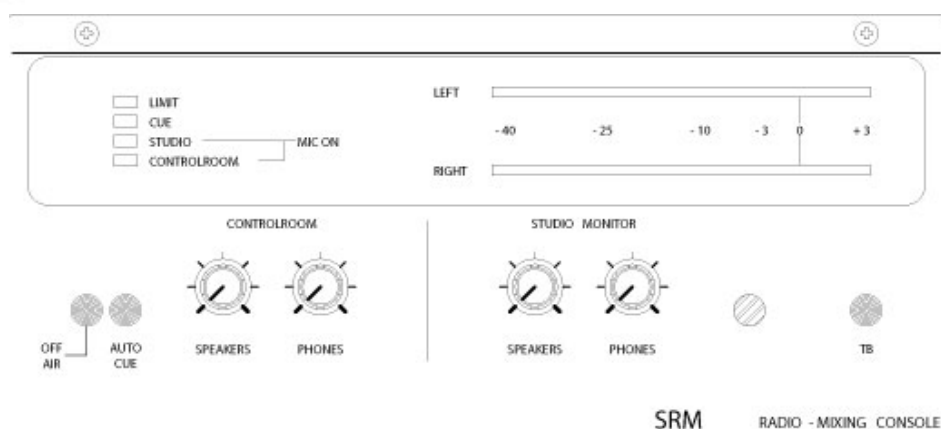 LIMIT
CUE
STUDIO
CONTROLROOM
MIC ON
LEFT
- 40 - 25 - 10 - 3 0 + 3
RIGHT
CONTROLROOM
STUDIO MONITOR
OFF AIR
AUTO CUE
SPEAKERS
PHONES
SPEAKERS
PHONES
TB
SRM RADIO - MIXING CONSOLE